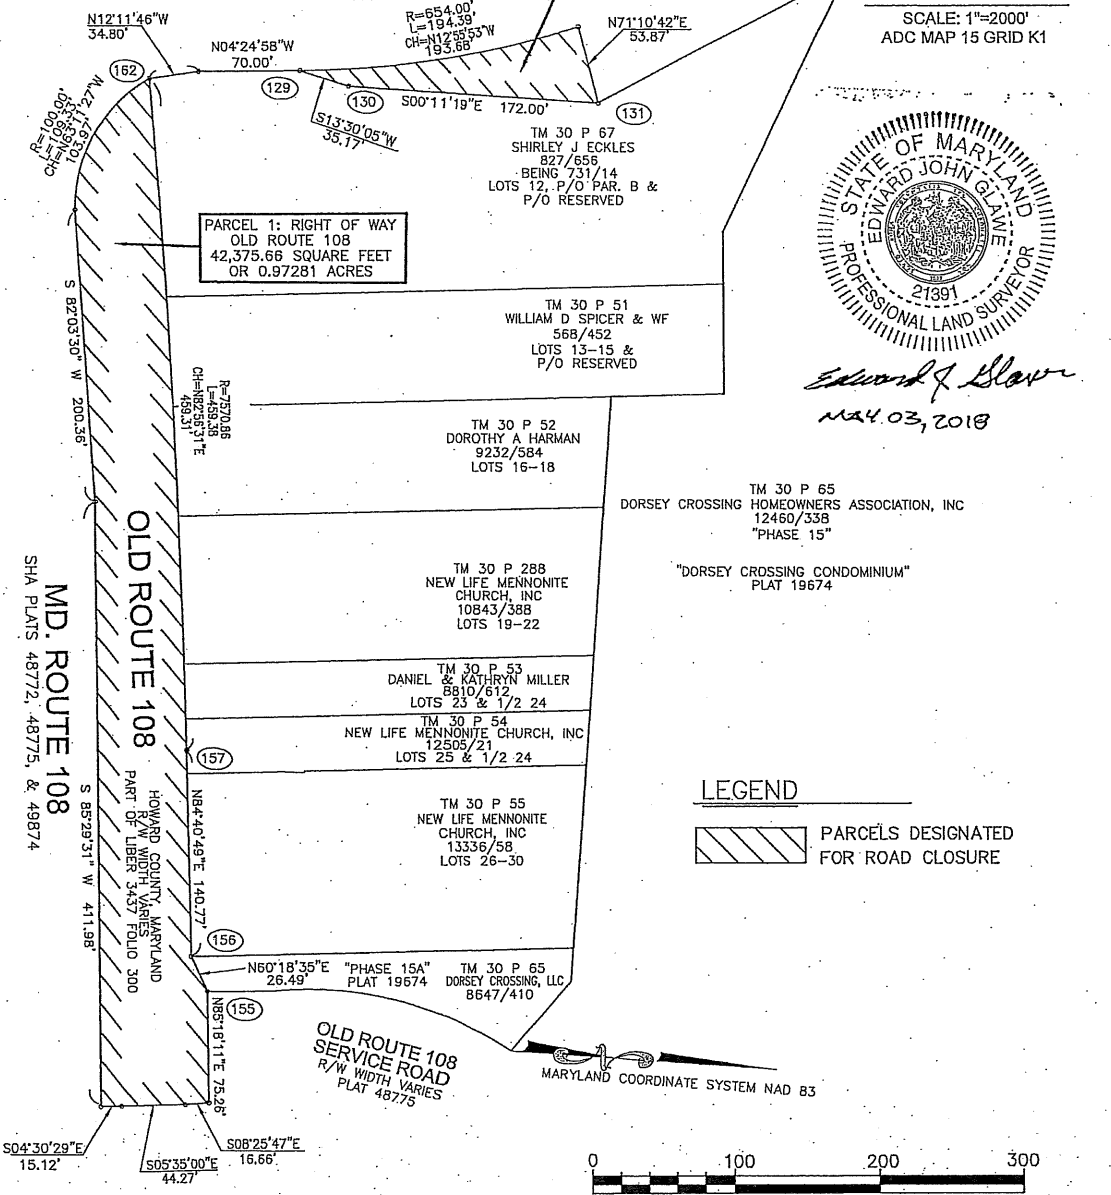 N12°11'46"W
34.80'
N04°24'58"W
70.00'
R=654.00'
L=194.39'
CH=N12°55'53"W
193.68'
N71°10'42"E
53.87'
SCALE: 1"=2000'
ADC MAP 15 GRID K1
162
129
130
131
S13°30'05"W
35.17'
S00°11'19"E 172.00'
R=100.00'
L=109.33'
CH=N63°11'27"W
103.97'
TM 30 P 67
SHIRLEY J ECKLES
827/656
BEING 731/14
LOTS 12, P/O PAR. B &
P/O RESERVED
STATE OF MARYLAND
EDWARD JOHN GLAWE
21391
PROFESSIONAL LAND SURVEYOR
Edward J Glawe
MAY 03, 2018
PARCEL 1: RIGHT OF WAY
OLD ROUTE 108
42,375.66 SQUARE FEET
OR 0.97281 ACRES
S 82°03'30" W 200.36'
TM 30 P 51
WILLIAM D SPICER & WF
568/452
LOTS 13-15 &
P/O RESERVED
R=7570.86
L=459.38
CH=N82°56'31"E
459.31'
TM 30 P 52
DOROTHY A HARMAN
9232/584
LOTS 16-18
TM 30 P 65
DORSEY CROSSING HOMEOWNERS ASSOCIATION, INC
12460/338
"PHASE 15"
"DORSEY CROSSING CONDOMINIUM"
PLAT 19674
OLD ROUTE 108
MD. ROUTE 108
SHA PLATS 48772, 48775, & 49874
TM 30 P 288
NEW LIFE MENNONITE
CHURCH, INC
10843/388
LOTS 19-22
TM 30 P 53
DANIEL & KATHRYN MILLER
8810/612
LOTS 23 & 1/2 24
TM 30 P 54
NEW LIFE MENNONITE CHURCH, INC
12505/21
LOTS 25 & 1/2 24
157
HOWARD COUNTY, MARYLAND
R/W WIDTH VARIES
PART OF LIBER 3437 FOLIO 300
S 85°29'31" W 411.98'
N84°40'49"E 140.77'
TM 30 P 55
NEW LIFE MENNONITE
CHURCH, INC
13336/58
LOTS 26-30
LEGEND
PARCELS DESIGNATED
FOR ROAD CLOSURE
156
N60°18'35"E
26.49'
"PHASE 15A"
PLAT 19674
TM 30 P 65
DORSEY CROSSING, LLC
8647/410
155
N85°18'11"E 75.26'
OLD ROUTE 108
SERVICE ROAD
R/W WIDTH VARIES
PLAT 48775
MARYLAND COORDINATE SYSTEM NAD 83
S04°30'29"E
15.12'
S05°35'00"E
44.27'
S08°25'47"E
16.66'
0 100 200 300